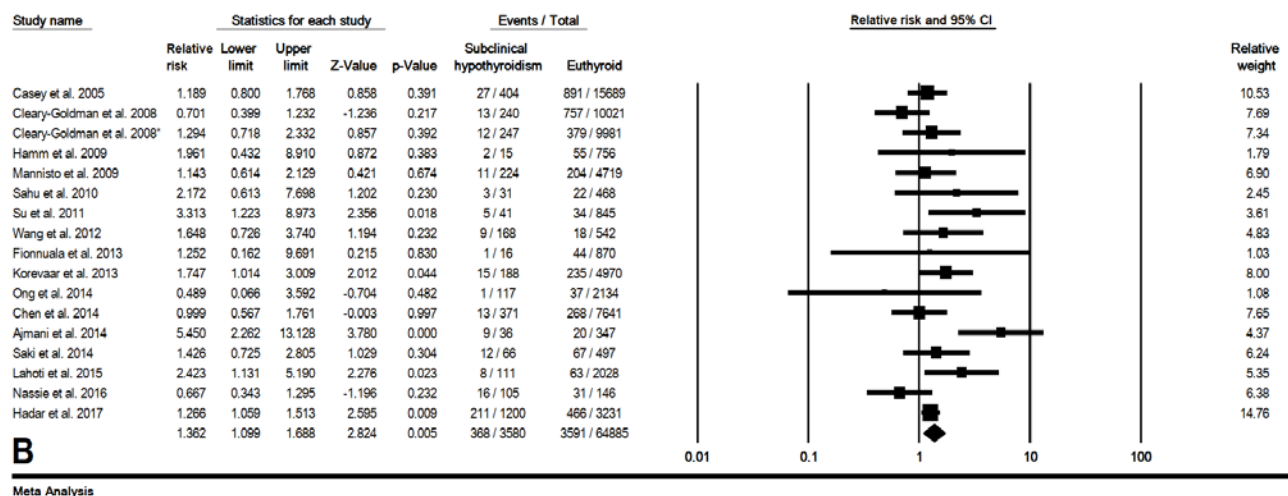 Study name Statistics for each study Events / Total Relative risk and 95% CI
Relative risk Lower limit Upper limit Z-Value p-Value Subclinical hypothyroidism Euthyroid Relative weight
Casey et al. 2005 1.189 0.800 1.768 0.858 0.391 27 / 404 891 / 15689 10.53
Cleary-Goldman et al. 2008 0.701 0.399 1.232 -1.236 0.217 13 / 240 757 / 10021 7.69
Cleary-Goldman et al. 2008* 1.294 0.718 2.332 0.857 0.392 12 / 247 379 / 9981 7.34
Hamm et al. 2009 1.961 0.432 8.910 0.872 0.383 2 / 15 55 / 756 1.79
Mannisto et al. 2009 1.143 0.614 2.129 0.421 0.674 11 / 224 204 / 4719 6.90
Sahu et al. 2010 2.172 0.613 7.698 1.202 0.230 3 / 31 22 / 468 2.45
Su et al. 2011 3.313 1.223 8.973 2.356 0.018 5 / 41 34 / 845 3.61
Wang et al. 2012 1.648 0.726 3.740 1.194 0.232 9 / 168 18 / 542 4.83
Fionnuala et al. 2013 1.252 0.162 9.691 0.215 0.830 1 / 16 44 / 870 1.03
Korevaar et al. 2013 1.747 1.014 3.009 2.012 0.044 15 / 188 235 / 4970 8.00
Ong et al. 2014 0.489 0.066 3.592 -0.704 0.482 1 / 117 37 / 2134 1.08
Chen et al. 2014 0.999 0.567 1.761 -0.003 0.997 13 / 371 268 / 7641 7.65
Ajmani et al. 2014 5.450 2.262 13.128 3.780 0.000 9 / 36 20 / 347 4.37
Saki et al. 2014 1.426 0.725 2.805 1.029 0.304 12 / 66 67 / 497 6.24
Lahoti et al. 2015 2.423 1.131 5.190 2.276 0.023 8 / 111 63 / 2028 5.35
Nassie et al. 2016 0.667 0.343 1.295 -1.196 0.232 16 / 105 31 / 146 6.38
Hadar et al. 2017 1.266 1.059 1.513 2.595 0.009 211 / 1200 466 / 3231 14.76
1.362 1.099 1.688 2.824 0.005 368 / 3580 3591 / 64885
B 0.01 0.1 1 10 100
Meta Analysis